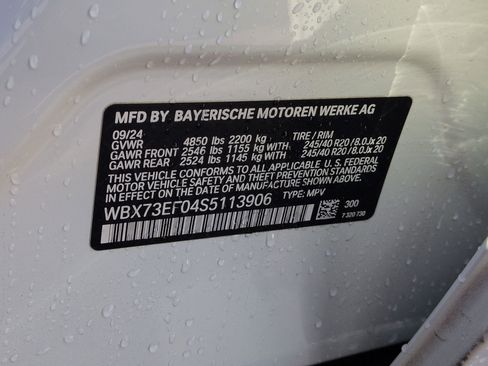 MFD BY BAYERISCHE MOTOREN WERKE AG
09/24 TIRE / RIM
GVWR 4850 lbs 2200 kg
GAWR FRONT 2546 lbs 1155 kg WITH 245/40 R20 / 8.0Jx 20
GAWR REAR 2524 lbs 1145 kg WITH 245/40 R20 / 8.0Jx 20
THIS VEHICLE CONFORMS TO ALL APPLICABLE U.S. FEDERAL
MOTOR VEHICLE SAFETY, BUMPER, AND THEFT PREVENTION STANDARDS
IN EFFECT ON THE DATE OF MANUFACTURE SHOWN ABOVE.
WBX73EF04S5113906 TYPE: MPV
300
7 320 730